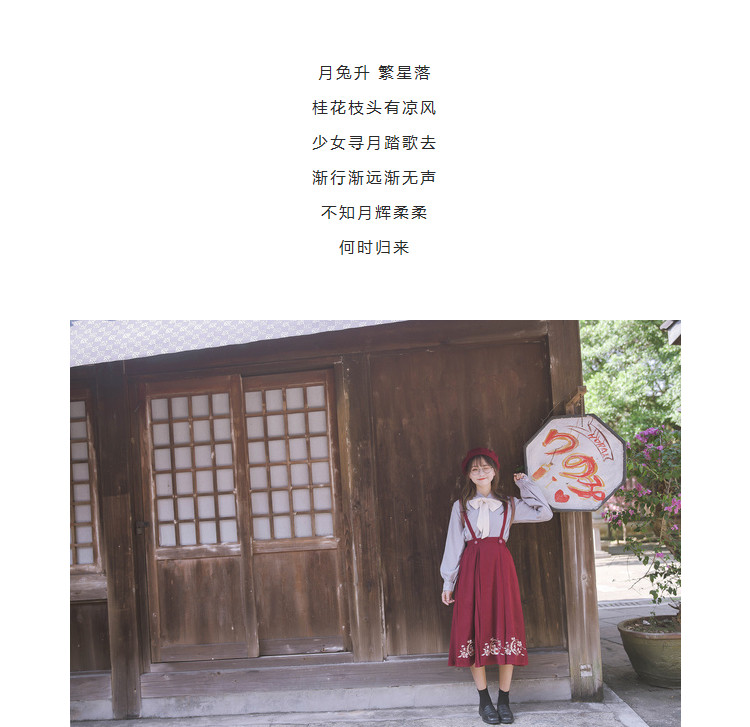 月兔升 繁星落
桂花枝头有凉风
少女寻月踏歌去
渐行渐远渐无声
不知月辉柔柔
何时归来